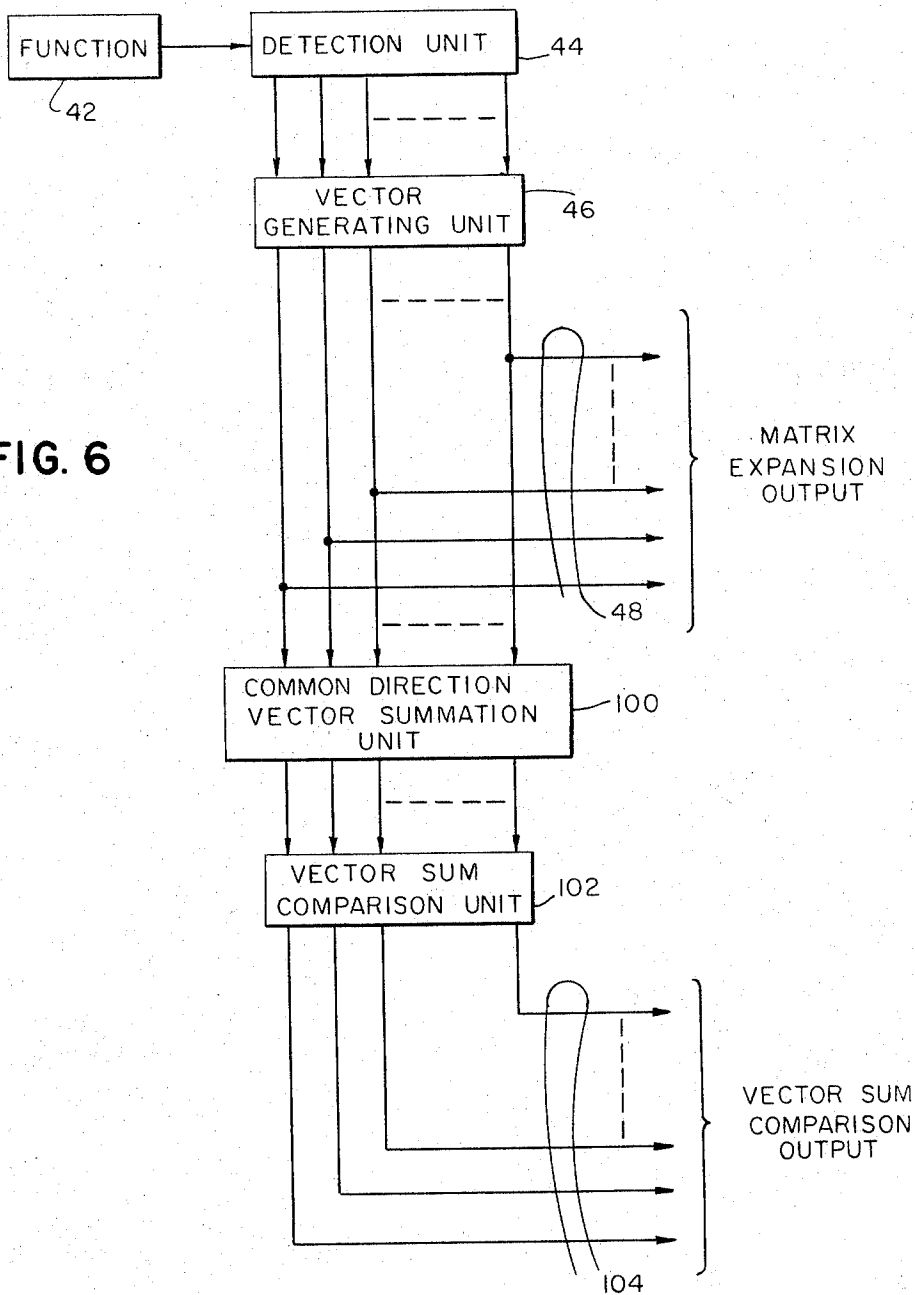 FUNCTION
42
DETECTION UNIT
44
VECTOR
GENERATING UNIT
46
FIG. 6
48
MATRIX
EXPANSION
OUTPUT
COMMON DIRECTION
VECTOR SUMMATION
UNIT
100
VECTOR SUM
COMPARISON UNIT
102
104
VECTOR SUM
COMPARISON
OUTPUT